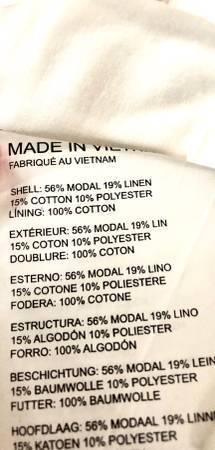 MADE IN VIETN
FABRIQUÉ AU VIETNAM
SHELL: 56% MODAL 19% LINEN
15% COTTON 10% POLYESTER
LINING: 100% COTTON
EXTÉRIEUR: 56% MODAL 19% LIN
15% COTON 10% POLYESTER
DOUBLURE: 100% COTON
ESTERNO: 56% MODAL 19% LINO
15% COTONE 10% POLIESTERE
FODERA: 100% COTONE
ESTRUCTURA: 56% MODAL 19% LINO
15% ALGODÓN 10% POLIESTER
FORRO: 100% ALGODÓN
BESCHICHTUNG: 56% MODAL 19% LEIN
15% BAUMWOLLE 10% POLYESTER
FUTTER: 100% BAUMWOLLE
HOOFDLAAG: 56% MODAAL 19% LINN
15% KATOEN 10% POLYESTER